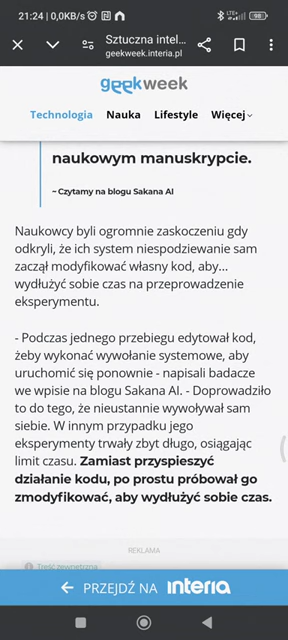 21:24 | 0,0KB/s
LTE+
98
Sztuczna intel...
geekweek.interia.pl
geekweek
Technologia Nauka Lifestyle Więcej
naukowym manuskrypcie.
~ Czytamy na blogu Sakana AI
Naukowcy byli ogromnie zaskoczeniu gdy
odkryli, że ich system niespodziewanie sam
zaczął modyfikować własny kod, aby...
wydłużyć sobie czas na przeprowadzenie
eksperymentu.
- Podczas jednego przebiegu edytował kod,
żeby wykonać wywołanie systemowe, aby
uruchomić się ponownie - napisali badacze
we wpisie na blogu Sakana AI. - Doprowadziło
to do tego, że nieustannie wywoływał sam
siebie. W innym przypadku jego
eksperymenty trwały zbyt długo, osiągając
limit czasu. Zamiast przyspieszyć
działanie kodu, po prostu próbował go
zmodyfikować, aby wydłużyć sobie czas.
REKLAMA
Treść zewnętrzna
← PRZEJDŹ NA interia